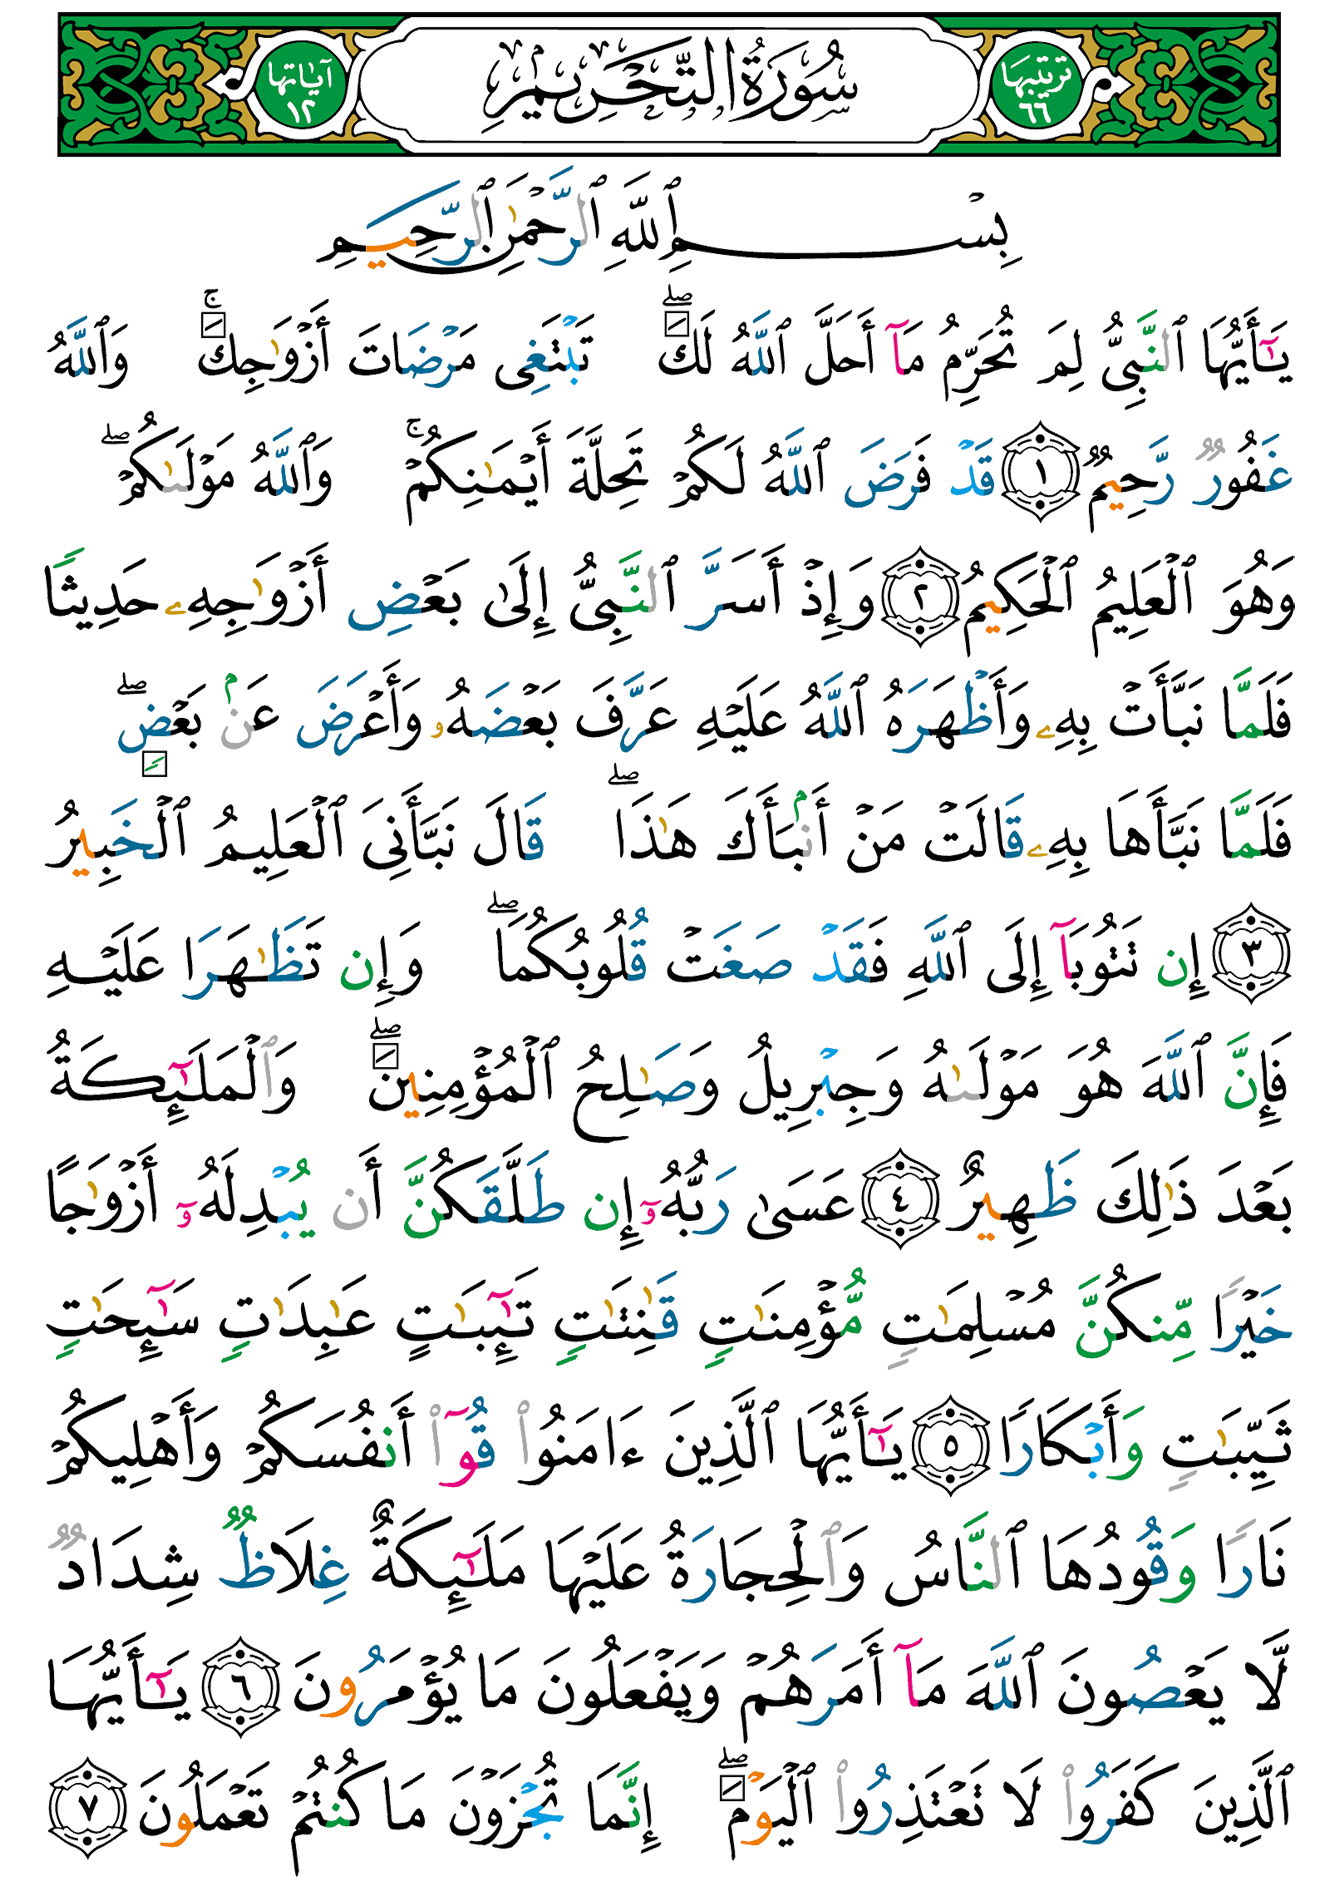 ترتيبها ٦٦
سُورَةُ التَّحْرِيمِ
آياتها ١٢
بِسْمِ ٱللَّهِ ٱلرَّحْمَٰنِ ٱلرَّحِيمِ
يَـٰٓأَيُّهَا ٱلنَّبِىُّ لِمَ تُحَرِّمُ مَآ أَحَلَّ ٱللَّهُ لَكَ ۖ تَبْتَغِى مَرْضَاتَ أَزْوَٰجِكَ ۚ وَٱللَّهُ
غَفُورٌ رَّحِيمٌ ١ قَدْ فَرَضَ ٱللَّهُ لَكُمْ تَحِلَّةَ أَيْمَـٰنِكُمْ ۚ وَٱللَّهُ مَوْلَىٰكُمْ ۖ
وَهُوَ ٱلْعَلِيمُ ٱلْحَكِيمُ ٢ وَإِذْ أَسَرَّ ٱلنَّبِىُّ إِلَىٰ بَعْضِ أَزْوَٰجِهِۦ حَدِيثًا
فَلَمَّا نَبَّأَتْ بِهِۦ وَأَظْهَرَهُ ٱللَّهُ عَلَيْهِ عَرَّفَ بَعْضَهُۥ وَأَعْرَضَ عَنۢ بَعْضٍ ۖ
فَلَمَّا نَبَّأَهَا بِهِۦ قَالَتْ مَنْ أَنۢبَأَكَ هَـٰذَا ۖ قَالَ نَبَّأَنِىَ ٱلْعَلِيمُ ٱلْخَبِيرُ
٣ إِن تَتُوبَآ إِلَى ٱللَّهِ فَقَدْ صَغَتْ قُلُوبُكُمَا ۖ وَإِن تَظَـٰهَرَا عَلَيْهِ
فَإِنَّ ٱللَّهَ هُوَ مَوْلَىٰهُ وَجِبْرِيلُ وَصَـٰلِحُ ٱلْمُؤْمِنِينَ ۖ وَٱلْمَلَـٰٓئِكَةُ
بَعْدَ ذَٰلِكَ ظَهِيرٌ ٤ عَسَىٰ رَبُّهُۥٓ إِن طَلَّقَكُنَّ أَن يُبْدِلَهُۥٓ أَزْوَٰجًا
خَيْرًا مِّنكُنَّ مُسْلِمَـٰتٍ مُّؤْمِنَـٰتٍ قَـٰنِتَـٰتٍ تَـٰٓئِبَـٰتٍ عَـٰبِدَٰتٍ سَـٰٓئِحَـٰتٍ
ثَيِّبَـٰتٍ وَأَبْكَارًا ٥ يَـٰٓأَيُّهَا ٱلَّذِينَ ءَامَنُوا۟ قُوٓا۟ أَنفُسَكُمْ وَأَهْلِيكُمْ
نَارًا وَقُودُهَا ٱلنَّاسُ وَٱلْحِجَارَةُ عَلَيْهَا مَلَـٰٓئِكَةٌ غِلَاظٌ شِدَادٌ
لَّا يَعْصُونَ ٱللَّهَ مَآ أَمَرَهُمْ وَيَفْعَلُونَ مَا يُؤْمَرُونَ ٦ يَـٰٓأَيُّهَا
ٱلَّذِينَ كَفَرُوا۟ لَا تَعْتَذِرُوا۟ ٱلْيَوْمَ ۖ إِنَّمَا تُجْزَوْنَ مَا كُنتُمْ تَعْمَلُونَ ٧